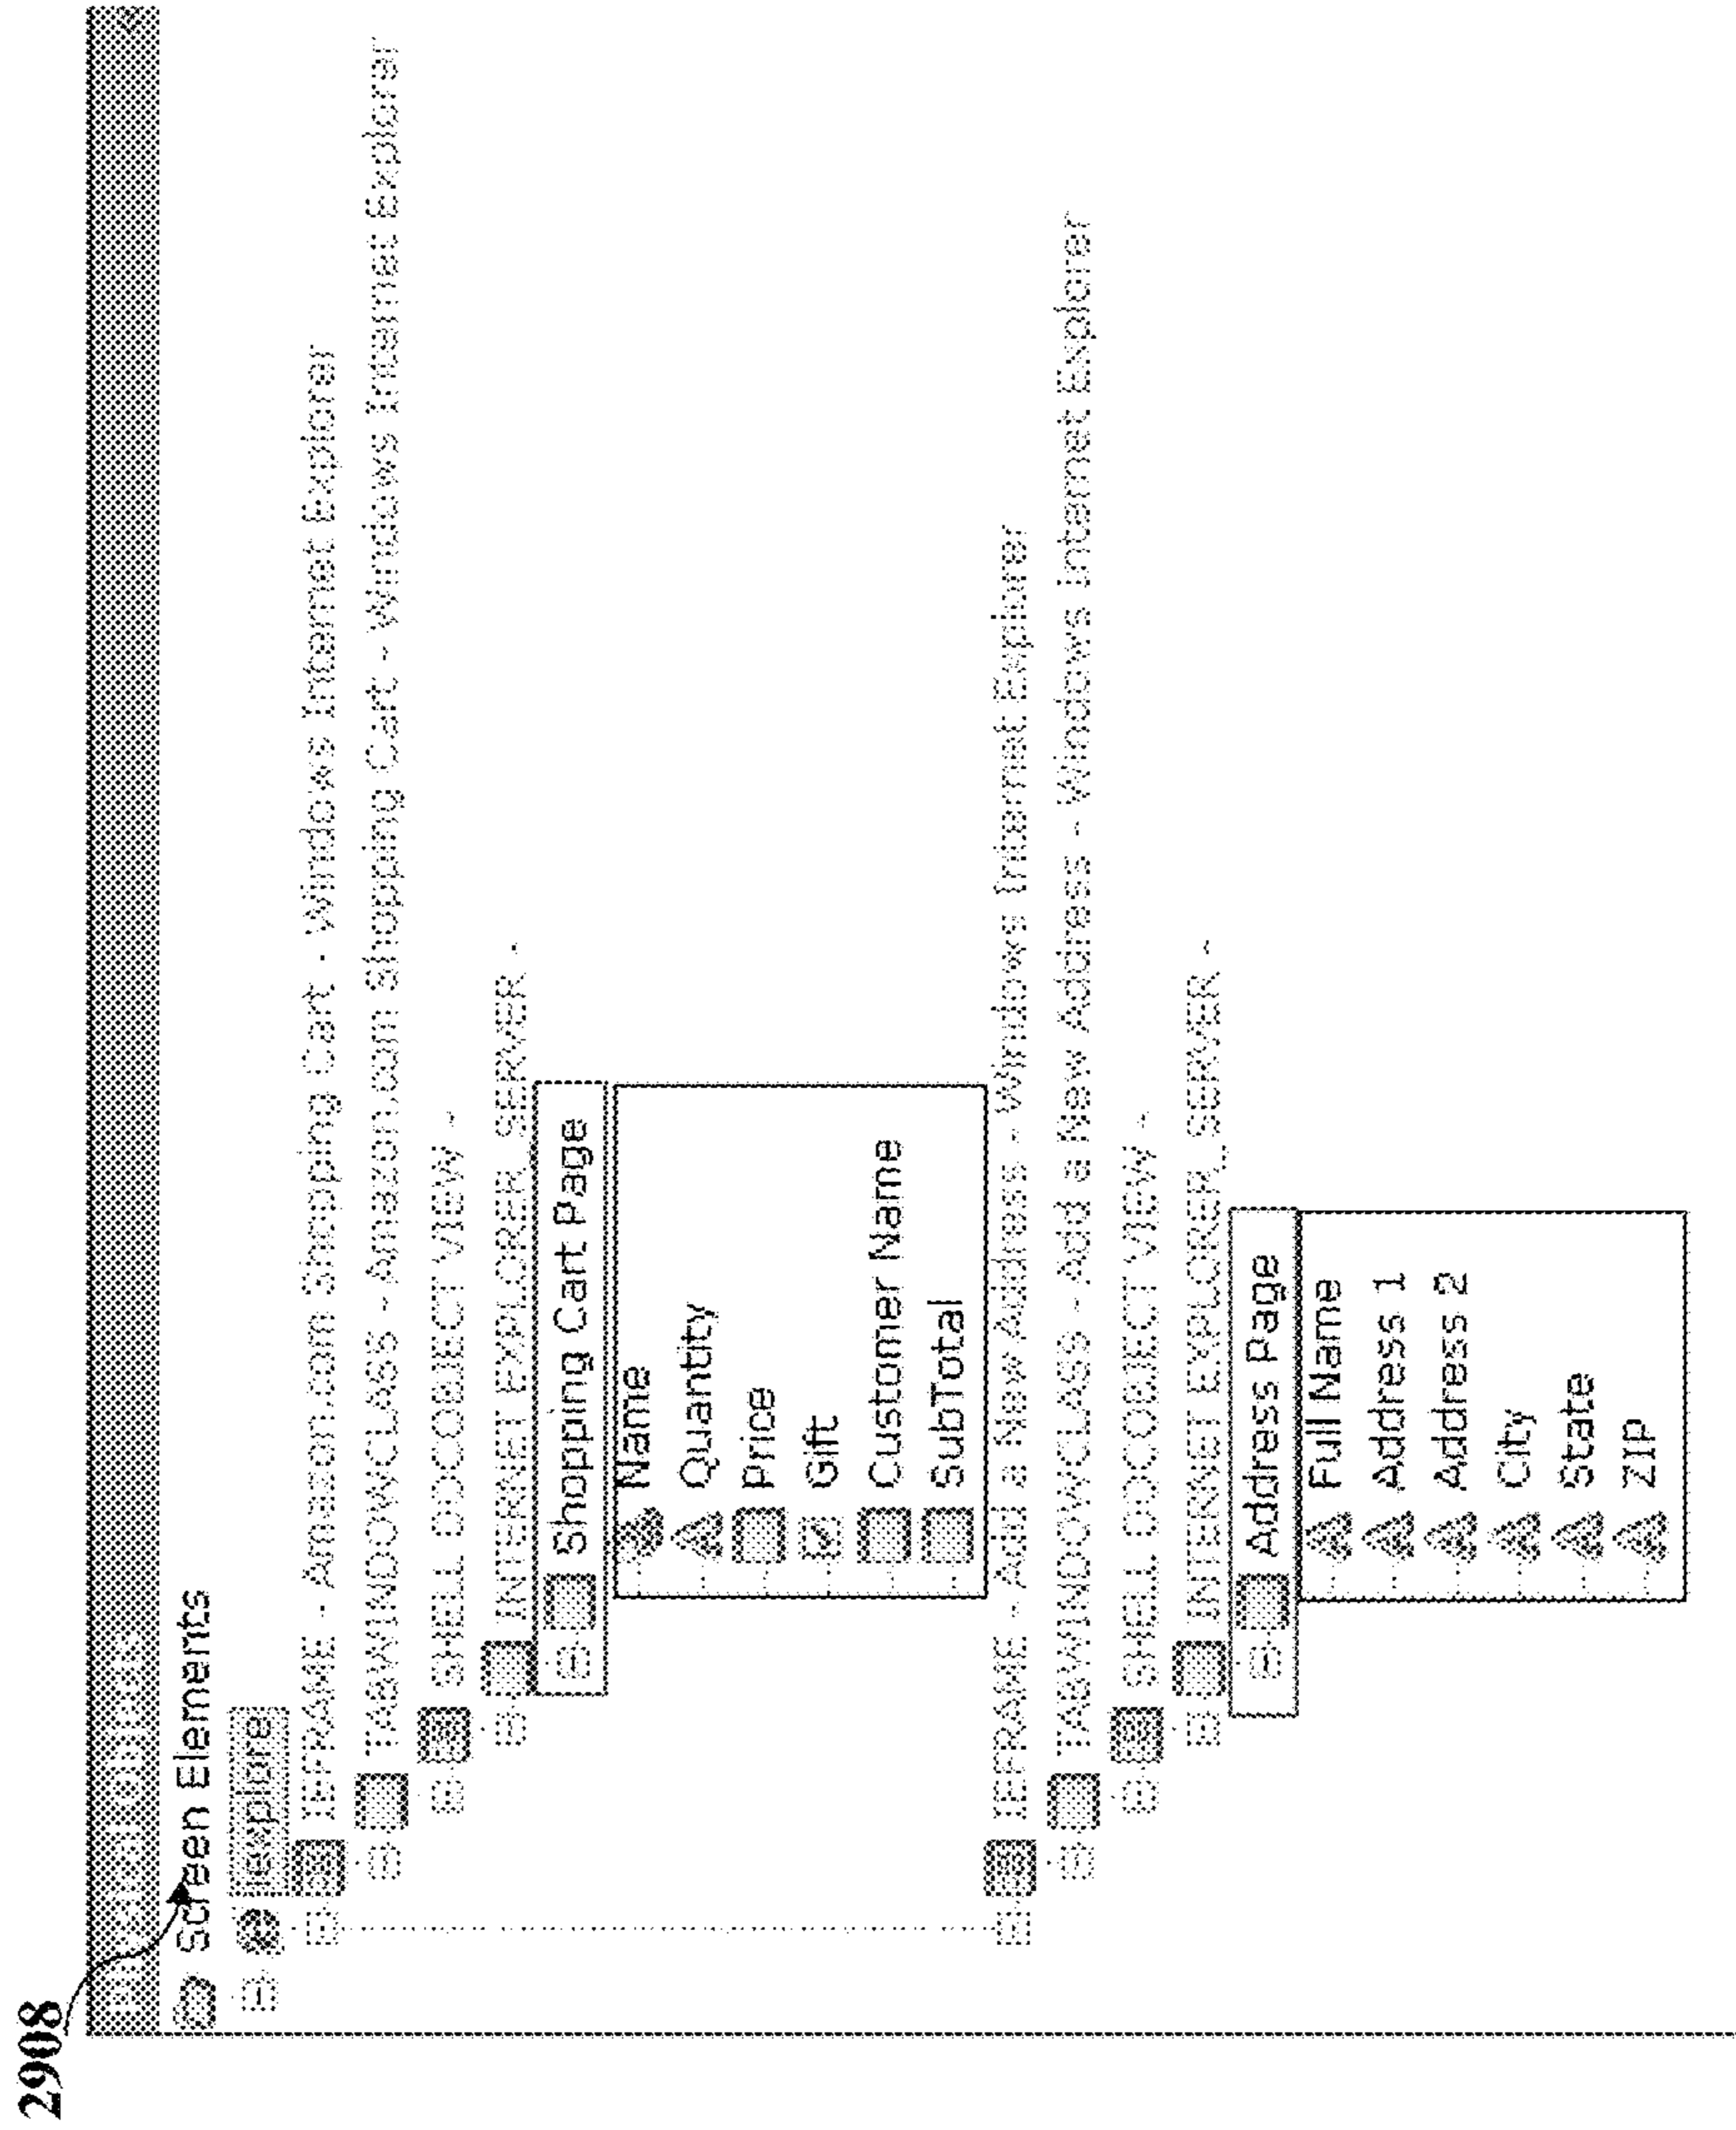 2908
Screen Elements
iexplore
IEFRAME - Amazon.com Shopping Cart - Windows Internet Explorer
TABWINDOWCLASS - Amazon.com Shopping Cart - Windows Internet Explorer
SHELL DOCOBJECT VIEW -
INTERNET EXPLORER_SERVER -
Shopping Cart Page
Name
Quantity
Price
Gift
Customer Name
SubTotal
IEFRAME - Add a New Address - Windows Internet Explorer
TABWINDOWCLASS - Add a New Address - Windows Internet Explorer
SHELL DOCOBJECT VIEW -
INTERNET EXPLORER_SERVER -
Address Page
Full Name
Address 1
Address 2
City
State
ZIP